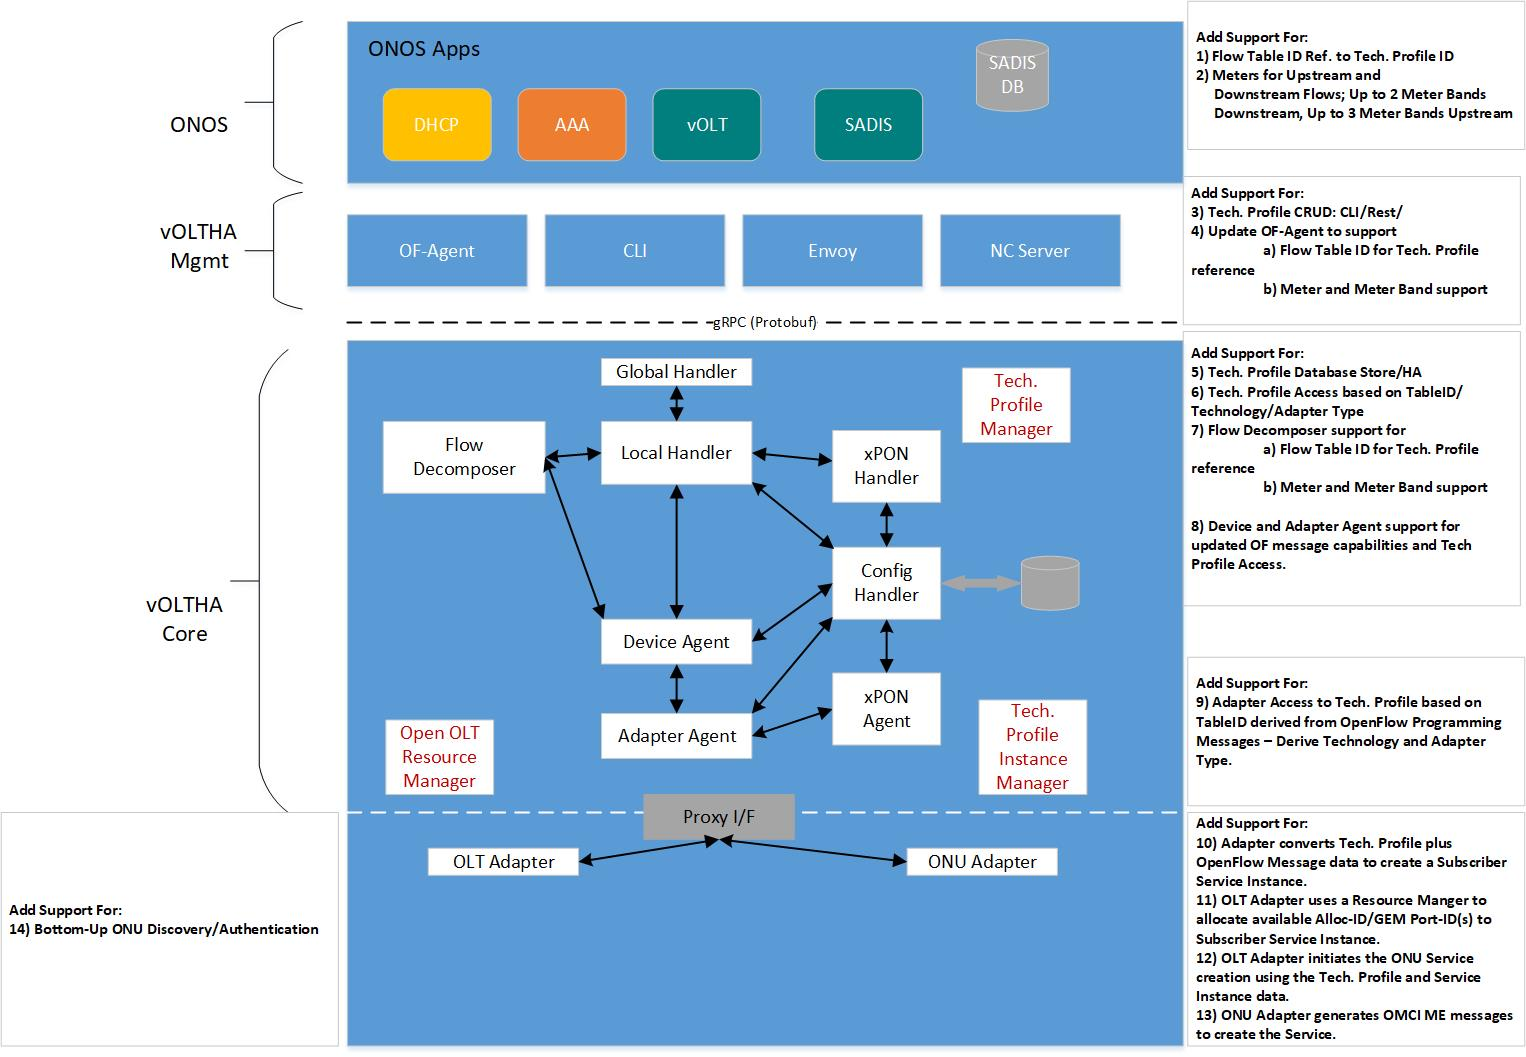 ONOS Apps
SADIS
DB
DHCP
AAA
vOLT
SADIS
ONOS
Add Support For:
1) Flow Table ID Ref. to Tech. Profile ID
2) Meters for Upstream and
Downstream Flows; Up to 2 Meter Bands
Downstream, Up to 3 Meter Bands Upstream
vOLTHA
Mgmt
OF-Agent
CLI
Envoy
NC Server
Add Support For:
3) Tech. Profile CRUD: CLI/Rest/
4) Update OF-Agent to support
a) Flow Table ID for Tech. Profile
reference
b) Meter and Meter Band support
gRPC (Protobuf)
vOLTHA
Core
Global Handler
Tech.
Profile
Manager
Flow
Decomposer
Local Handler
xPON
Handler
Config
Handler
Device Agent
xPON
Agent
Adapter Agent
Open OLT
Resource
Manager
Tech.
Profile
Instance
Manager
Add Support For:
5) Tech. Profile Database Store/HA
6) Tech. Profile Access based on TableID/
Technology/Adapter Type
7) Flow Decomposer support for
a) Flow Table ID for Tech. Profile
reference
b) Meter and Meter Band support
8) Device and Adapter Agent support for
updated OF message capabilities and Tech
Profile Access.
Add Support For:
9) Adapter Access to Tech. Profile based on
TableID derived from OpenFlow Programming
Messages – Derive Technology and Adapter
Type.
Proxy I/F
OLT Adapter
ONU Adapter
Add Support For:
14) Bottom-Up ONU Discovery/Authentication
Add Support For:
10) Adapter converts Tech. Profile plus
OpenFlow Message data to create a Subscriber
Service Instance.
11) OLT Adapter uses a Resource Manger to
allocate available Alloc-ID/GEM Port-ID(s) to
Subscriber Service Instance.
12) OLT Adapter initiates the ONU Service
creation using the Tech. Profile and Service
Instance data.
13) ONU Adapter generates OMCI ME messages
to create the Service.